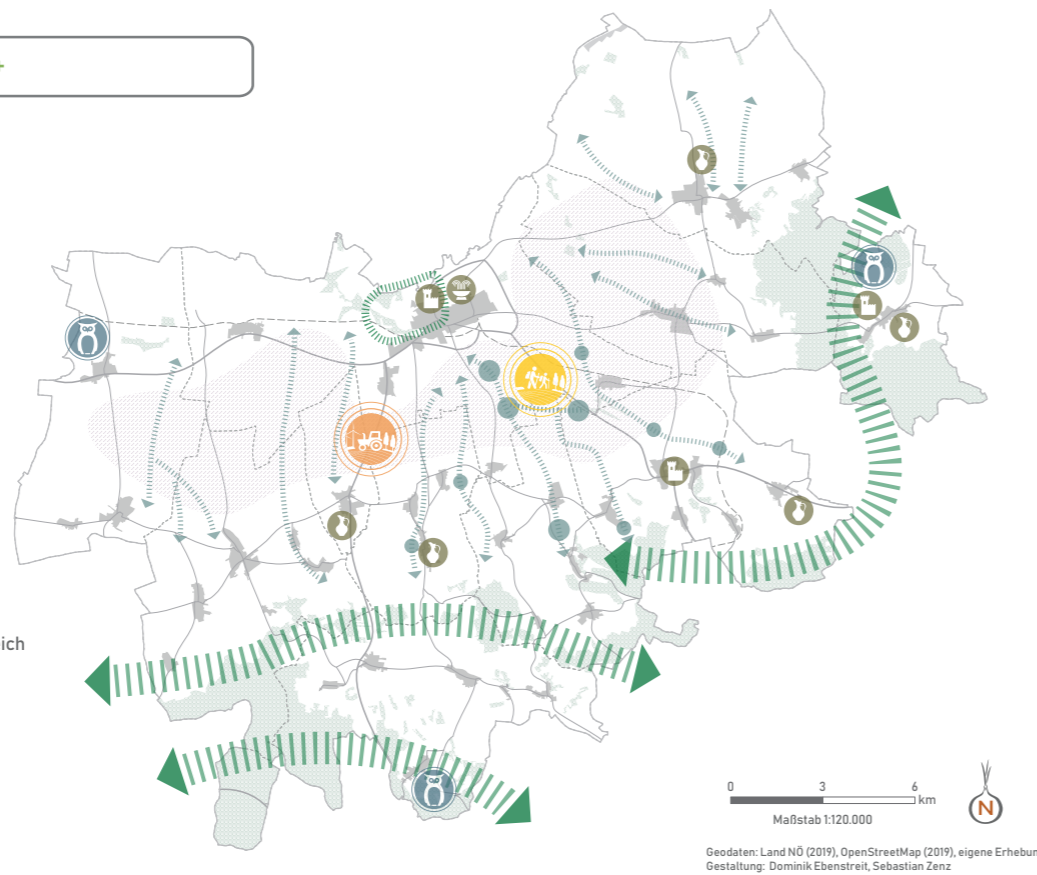 ich
0 3 6
km
Maßstab 1:120.000
N
Geodaten: Land NÖ (2019), OpenStreetMap (2019), eigene Erhebun
Gestaltung: Dominik Ebenstreit, Sebastian Zenz